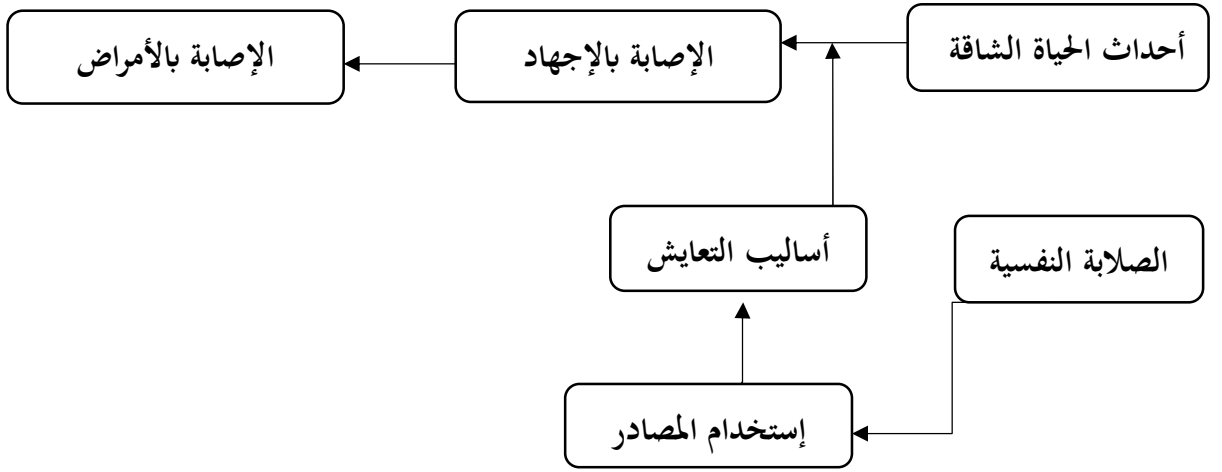 أحداث الحياة الشاقة
الإصابة بالإجهاد
الإصابة بالأمراض
الصلابة النفسية
أساليب التعايش
إستخدام المصادر